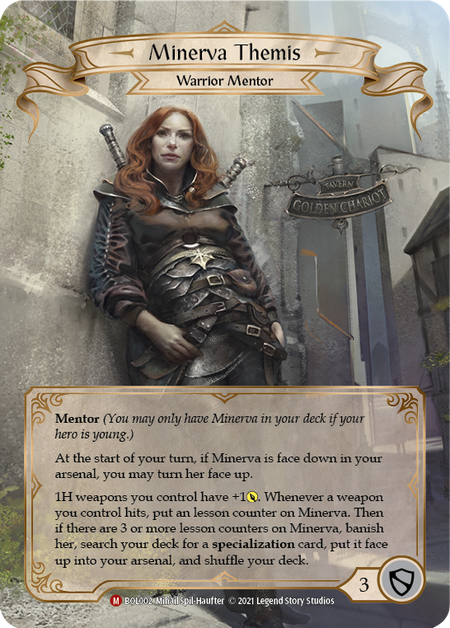 Minerva Themis
Warrior Mentor
TAVERN
GOLDEN CHARIOT
Mentor (You may only have Minerva in your deck if your
hero is young.)
At the start of your turn, if Minerva is face down in your
arsenal, you may turn her face up.
1H weapons you control have +1. Whenever a weapon
you control hits, put an lesson counter on Minerva. Then
if there are 3 or more lesson counters on Minerva, banish
her, search your deck for a specialization card, put it face
up into your arsenal, and shuffle your deck.
3
M BOL002 Mihail Spil-Haufter © 2021 Legend Story Studios